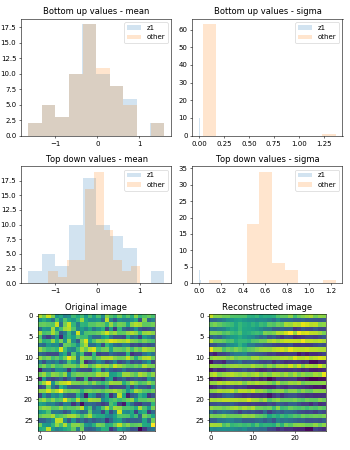 Bottom up values - mean
Bottom up values - sigma
17.5
15.0
12.5
10.0
7.5
5.0
2.5
0.0
z1
other
−1 0 1
60
50
40
30
20
10
0
z1
other
0.00 0.25 0.50 0.75 1.00 1.25
Top down values - mean
Top down values - sigma
17.5
15.0
12.5
10.0
7.5
5.0
2.5
0.0
z1
other
−1 0 1
35
30
25
20
15
10
5
0
z1
other
0.0 0.2 0.4 0.6 0.8 1.0 1.2
Original image
Reconstructed image
0
5
10
15
20
25
0 10 20
0
5
10
15
20
25
0 10 20